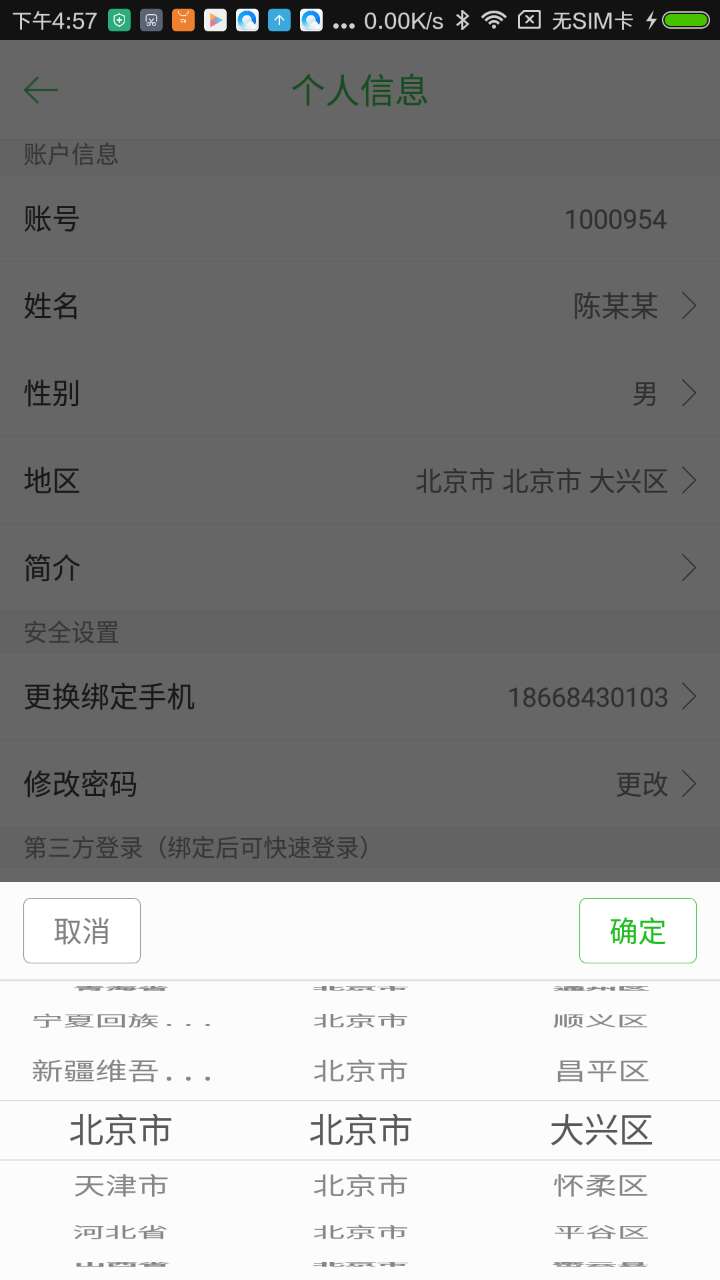 下午4:57 ... 0.00K/s 无SIM卡
个人信息
账户信息
账号 1000954
姓名 陈某某
性别 男
地区 北京市 北京市 大兴区
简介
安全设置
更换绑定手机 18668430103
修改密码 更改
第三方登录（绑定后可快速登录）
取消 确定
宁夏回族... 北京市 顺义区
新疆维吾... 北京市 昌平区
北京市 北京市 大兴区
天津市 北京市 怀柔区
河北省 北京市 平谷区